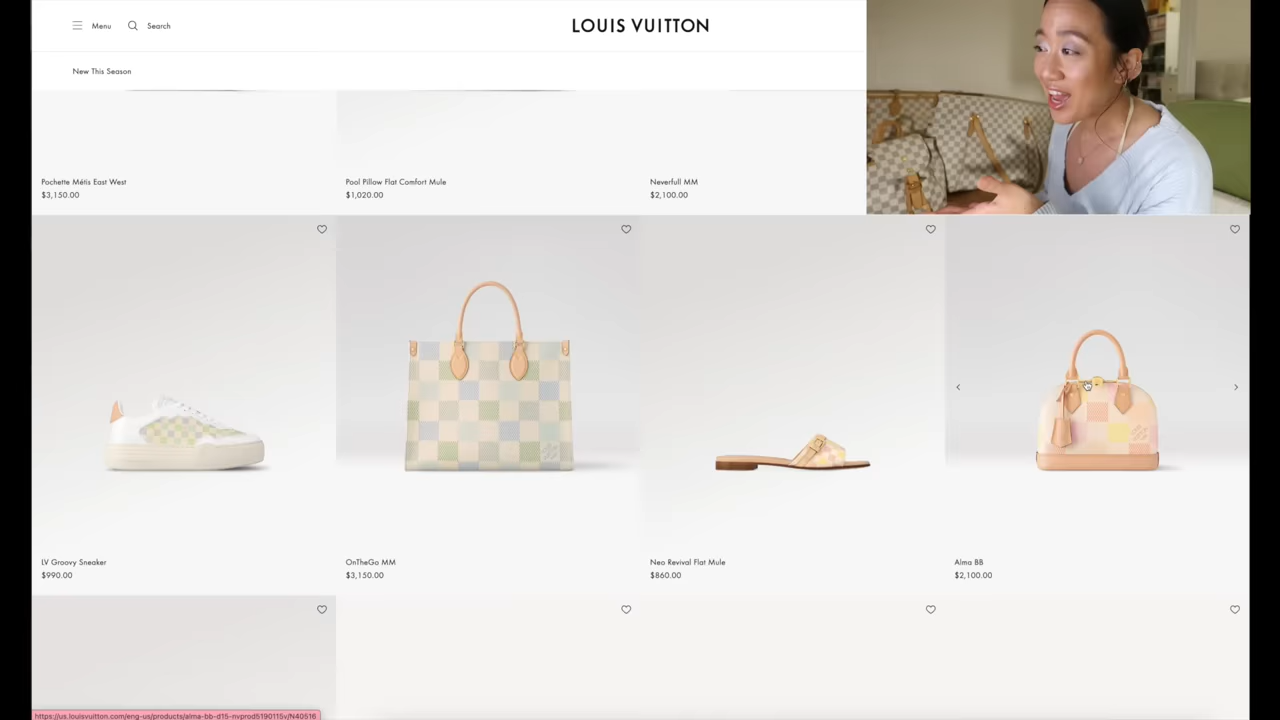 Menu
Search
LOUIS VUITTON
New This Season
Pochette Métis East West
$3,150.00
Pool Pillow Flat Comfort Mule
$1,020.00
Neverfull MM
$2,100.00
LV Groovy Sneaker
$990.00
OnTheGo MM
$3,150.00
Neo Revival Flat Mule
$860.00
Alma BB
$2,100.00
https://us.louisvuitton.com/eng-us/products/alma-bb-d15-nvprod5190115v/N40516